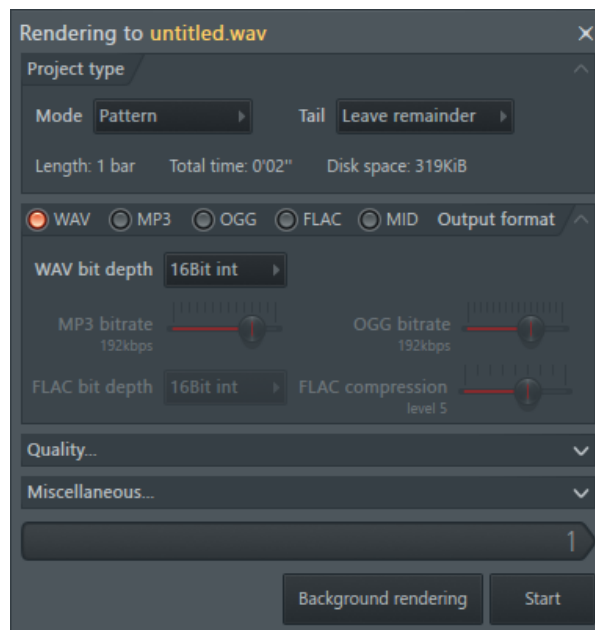 Rendering to untitled.wav
Project type
Mode Pattern Tail Leave remainder
Length: 1 bar Total time: 0'02" Disk space: 319KiB
WAV MP3 OGG FLAC MID Output format
WAV bit depth 16Bit int
MP3 bitrate OGG bitrate
192kbps 192kbps
FLAC bit depth 16Bit int FLAC compression
level 5
Quality...
Miscellaneous...
1
Background rendering Start